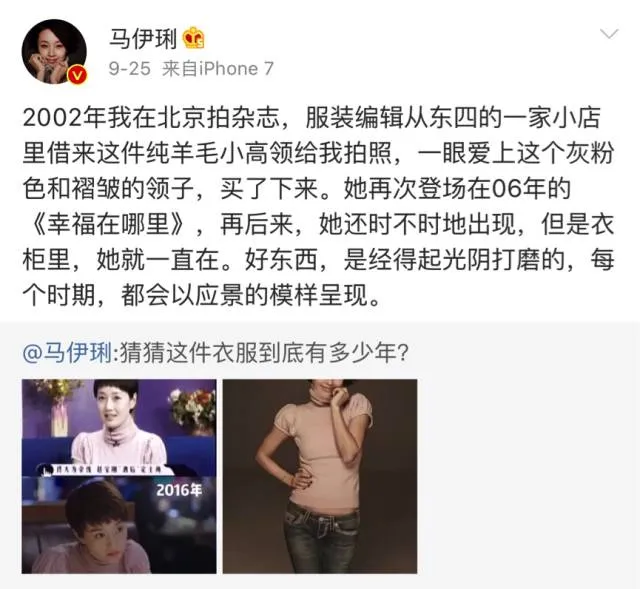 马伊琍
9-25 来自iPhone 7
2002年我在北京拍杂志，服装编辑从东四的一家小店
里借来这件纯羊毛小高领给我拍照，一眼爱上这个灰粉
色和褶皱的领子，买了下来。她再次登场在06年的
《幸福在哪里》，再后来，她还时不时地出现，但是衣
柜里，她就一直在。好东西，是经得起光阴打磨的，每
个时期，都会以应景的模样呈现。
@马伊琍:猜猜这件衣服到底有多少年？
2016年